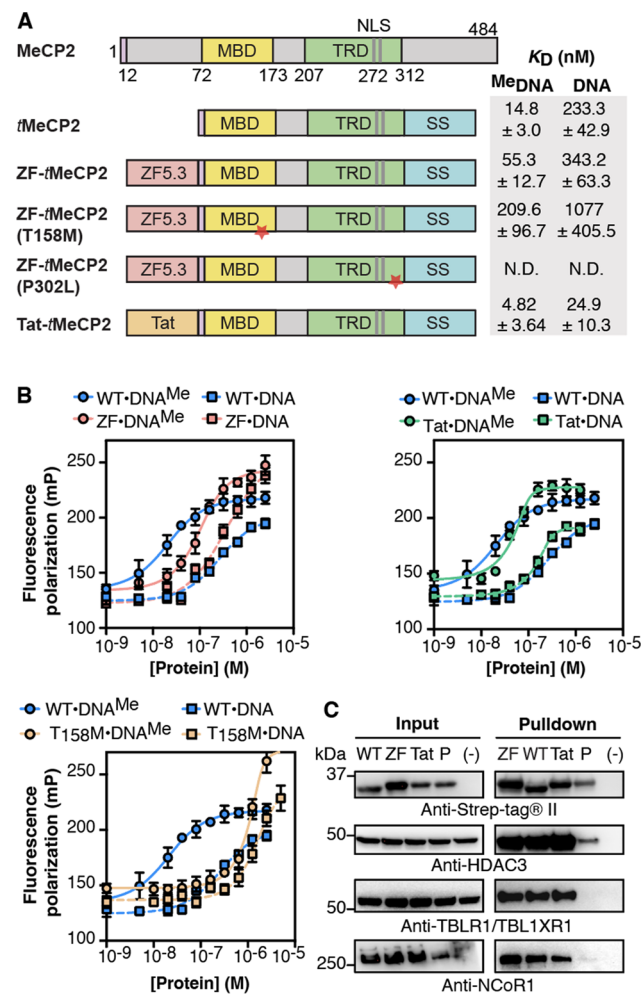 A
NLS
484
MeCP2
1
MBD
TRD
12
72
173
207
272
312
KD (nM)
MeDNA
DNA
tMeCP2
MBD
TRD
SS
14.8 ± 3.0
233.3 ± 42.9
ZF-tMeCP2
ZF5.3
MBD
TRD
SS
55.3 ± 12.7
343.2 ± 63.3
ZF-tMeCP2 (T158M)
ZF5.3
MBD
TRD
SS
209.6 ± 96.7
1077 ± 405.5
ZF-tMeCP2 (P302L)
ZF5.3
MBD
TRD
SS
N.D.
N.D.
Tat-tMeCP2
Tat
MBD
TRD
SS
4.82 ± 3.64
24.9 ± 10.3
B
WT•DNAMe
WT•DNA
ZF•DNAMe
ZF•DNA
Fluorescence polarization (mP)
250
200
150
100
10-9
10-8
10-7
10-6
10-5
[Protein] (M)
WT•DNAMe
WT•DNA
Tat•DNAMe
Tat•DNA
250
200
150
100
10-9
10-8
10-7
10-6
10-5
[Protein] (M)
WT•DNAMe
WT•DNA
T158M•DNAMe
T158M•DNA
Fluorescence polarization (mP)
250
200
150
100
10-9
10-8
10-7
10-6
10-5
[Protein] (M)
C
Input
Pulldown
kDa
WT
ZF
Tat
P
(-)
ZF
WT
Tat
P
(-)
37
Anti-Strep-tag® II
50
Anti-HDAC3
50
Anti-TBLR1/TBL1XR1
250
Anti-NCoR1